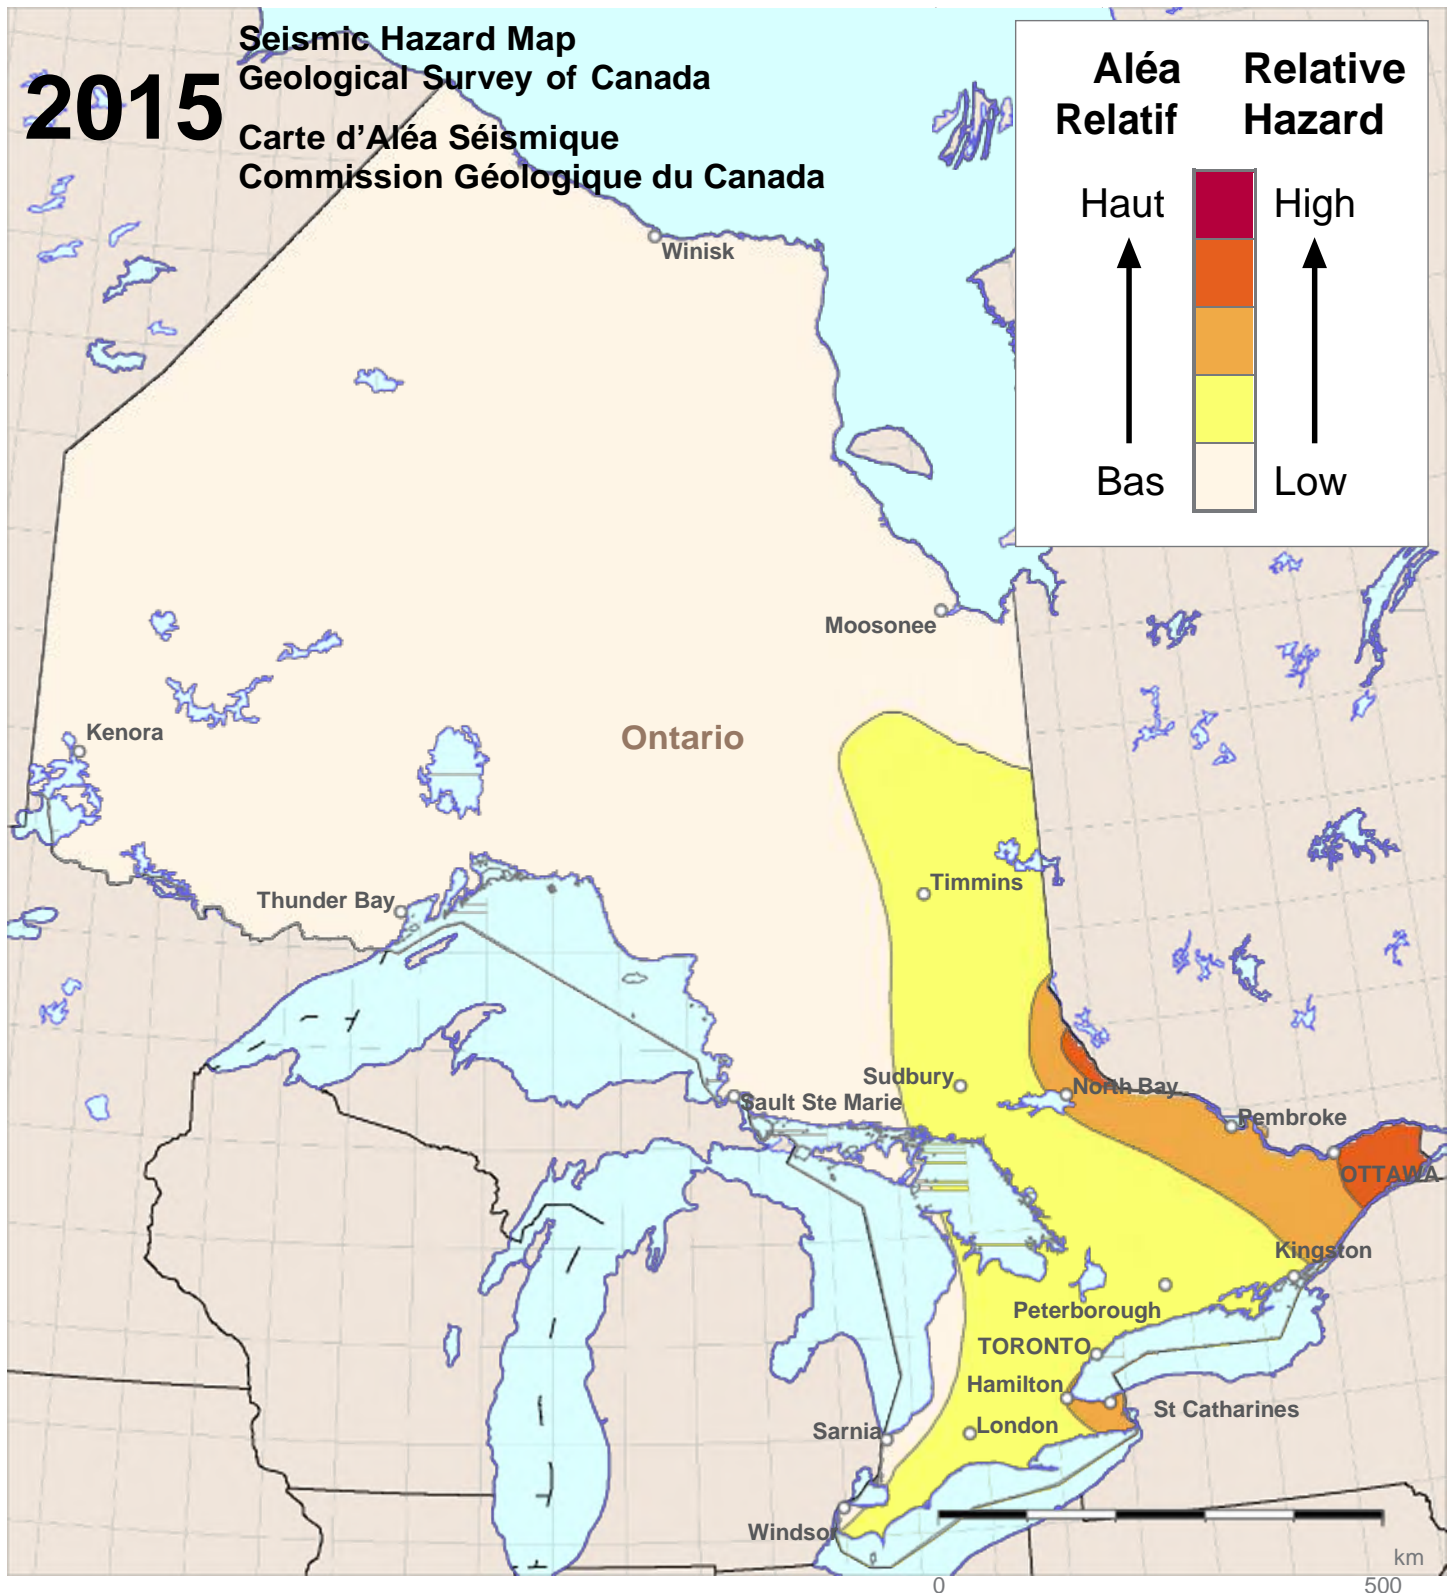 2015
Seismic Hazard Map
Geological Survey of Canada
Carte d'Aléa Séismique
Commission Géologique du Canada
Aléa Relatif
Relative Hazard
Haut
High
Bas
Low
Winisk
Moosonee
Ontario
Kenora
Timmins
Thunder Bay
Sudbury
North Bay
Sault Ste Marie
Pembroke
OTTAWA
Kingston
Peterborough
TORONTO
Hamilton
St Catharines
London
Sarnia
Windsor
km
0
500